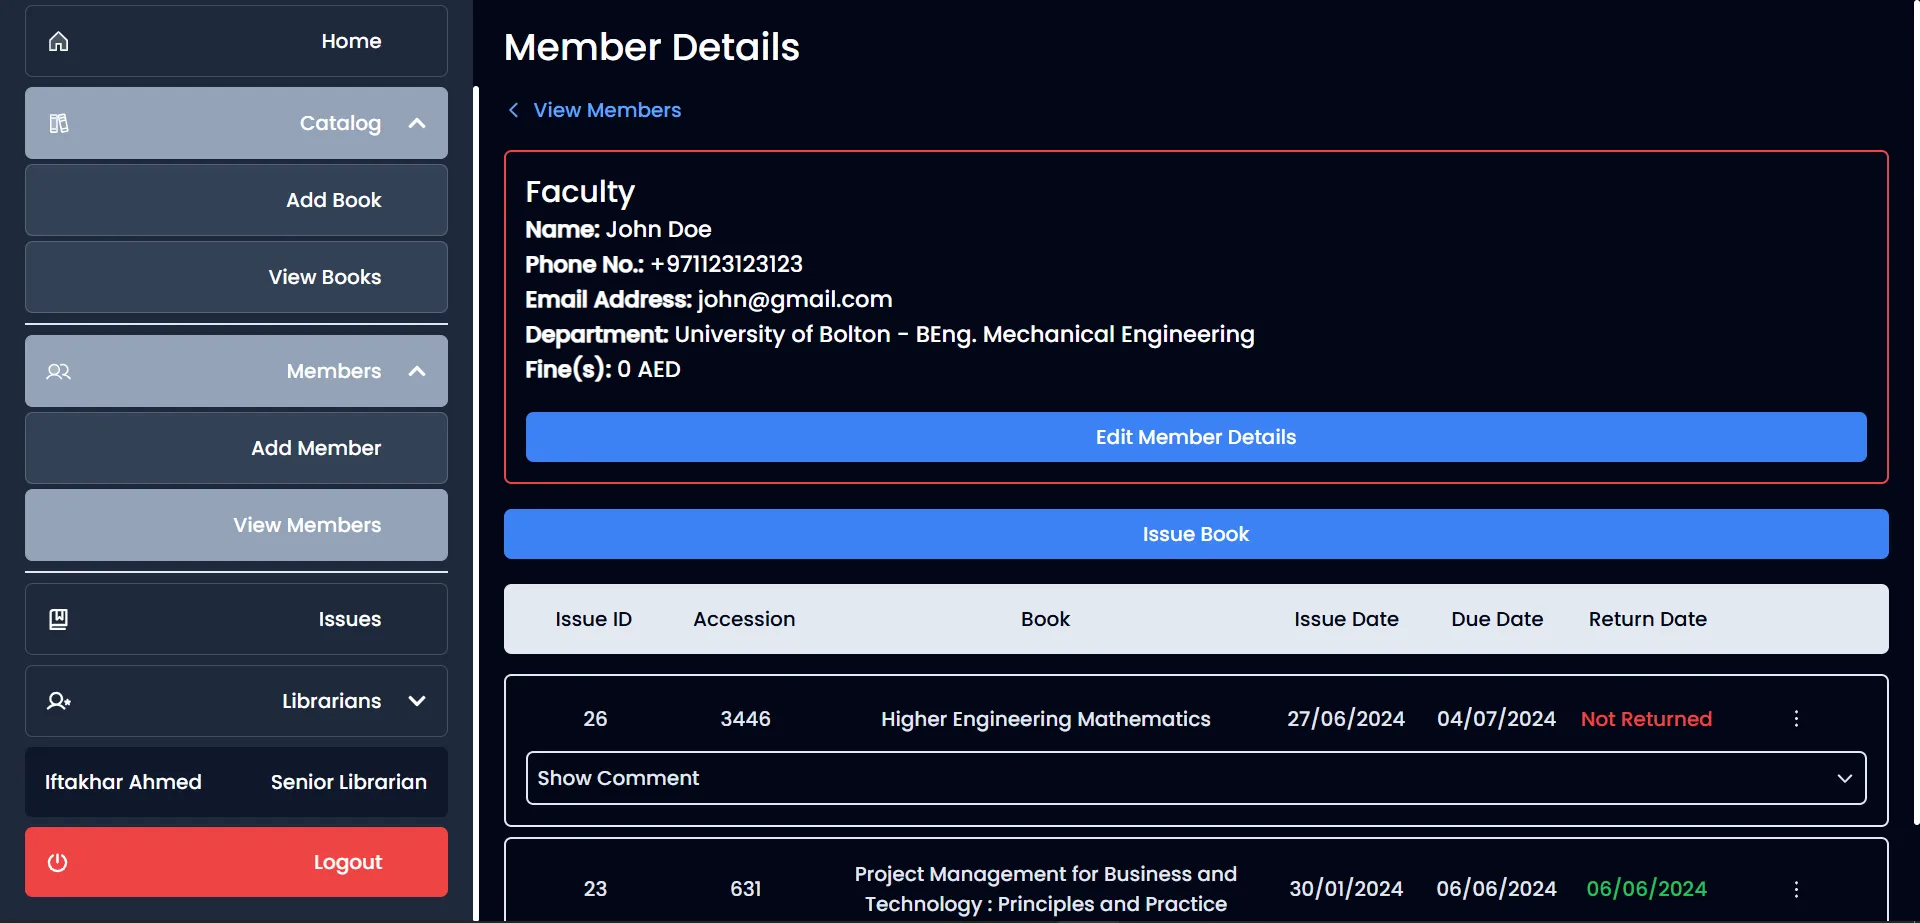 Home
Catalog
Add Book
View Books
Members
Add Member
View Members
Issues
Librarians
Iftakhar Ahmed Senior Librarian
Logout
Member Details
View Members
Faculty
Name: John Doe
Phone No.: +971123123123
Email Address: john@gmail.com
Department: University of Bolton - BEng. Mechanical Engineering
Fine(s): 0 AED
Edit Member Details
Issue Book
Issue ID Accession Book Issue Date Due Date Return Date
26 3446 Higher Engineering Mathematics 27/06/2024 04/07/2024 Not Returned
Show Comment
23 631 Project Management for Business and 30/01/2024 06/06/2024 06/06/2024
Technology : Principles and Practice